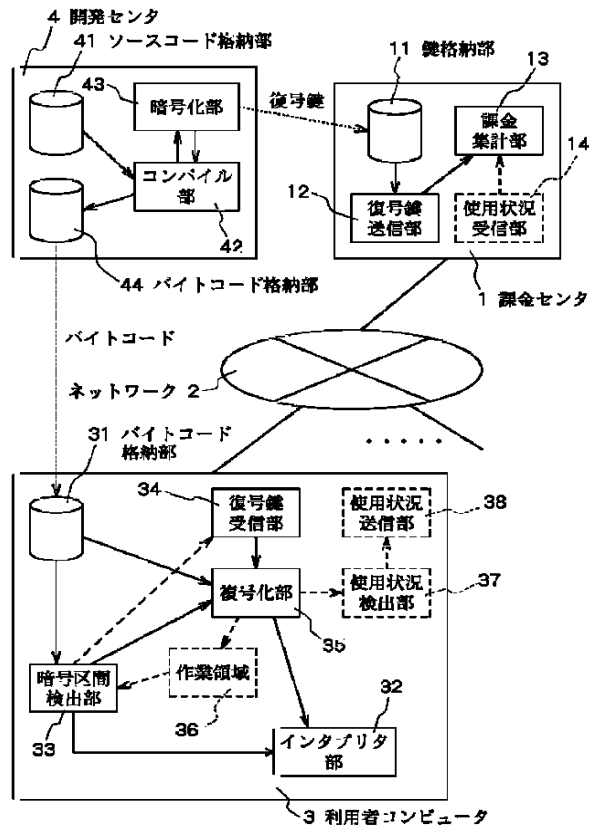 4 開発センタ
41 ソースコード格納部
43
暗号化部
復号鍵
コンパイル
部
42
44 バイトコード格納部
11 鍵格納部
13
課金
集計部
14
12
復号鍵
送信部
使用状況
受信部
1 課金センタ
バイトコード
ネットワーク 2
31 バイトコード
格納部
・・・・・
34
復号鍵
受信部
使用状況
送信部
38
複号化部
35
使用状況
検出部
37
暗号区間
検出部
33
作業領域
36
32
インタプリタ
部
3 利用者コンピュータ